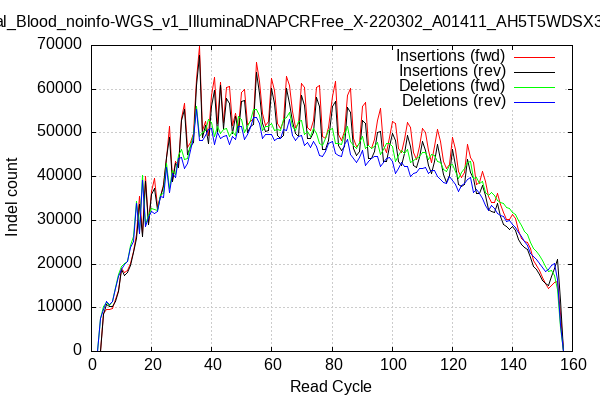 al_Blood_noinfo-WGS_v1_IlluminaDNAPCRFree_X-220302_A01411_AH5T5WDSX3
Insertions (fwd)
Insertions (rev)
Deletions (fwd)
Deletions (rev)
70000
60000
50000
40000
30000
20000
10000
0
Indel count
0 20 40 60 80 100 120 140 160
Read Cycle